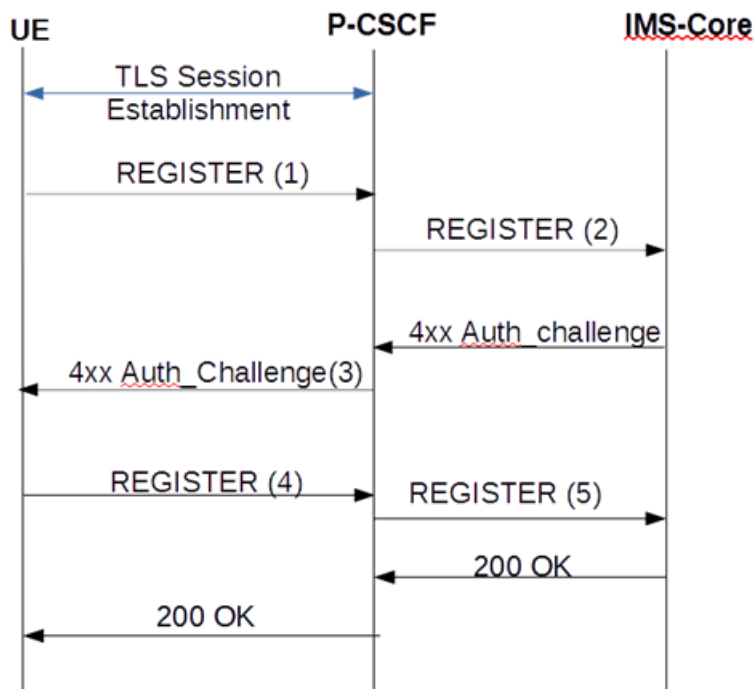 UE
P-CSCF
IMS-Core
TLS Session
Establishment
REGISTER (1)
REGISTER (2)
4xx Auth_challenge
4xx Auth_Challenge(3)
REGISTER (4)
REGISTER (5)
200 OK
200 OK